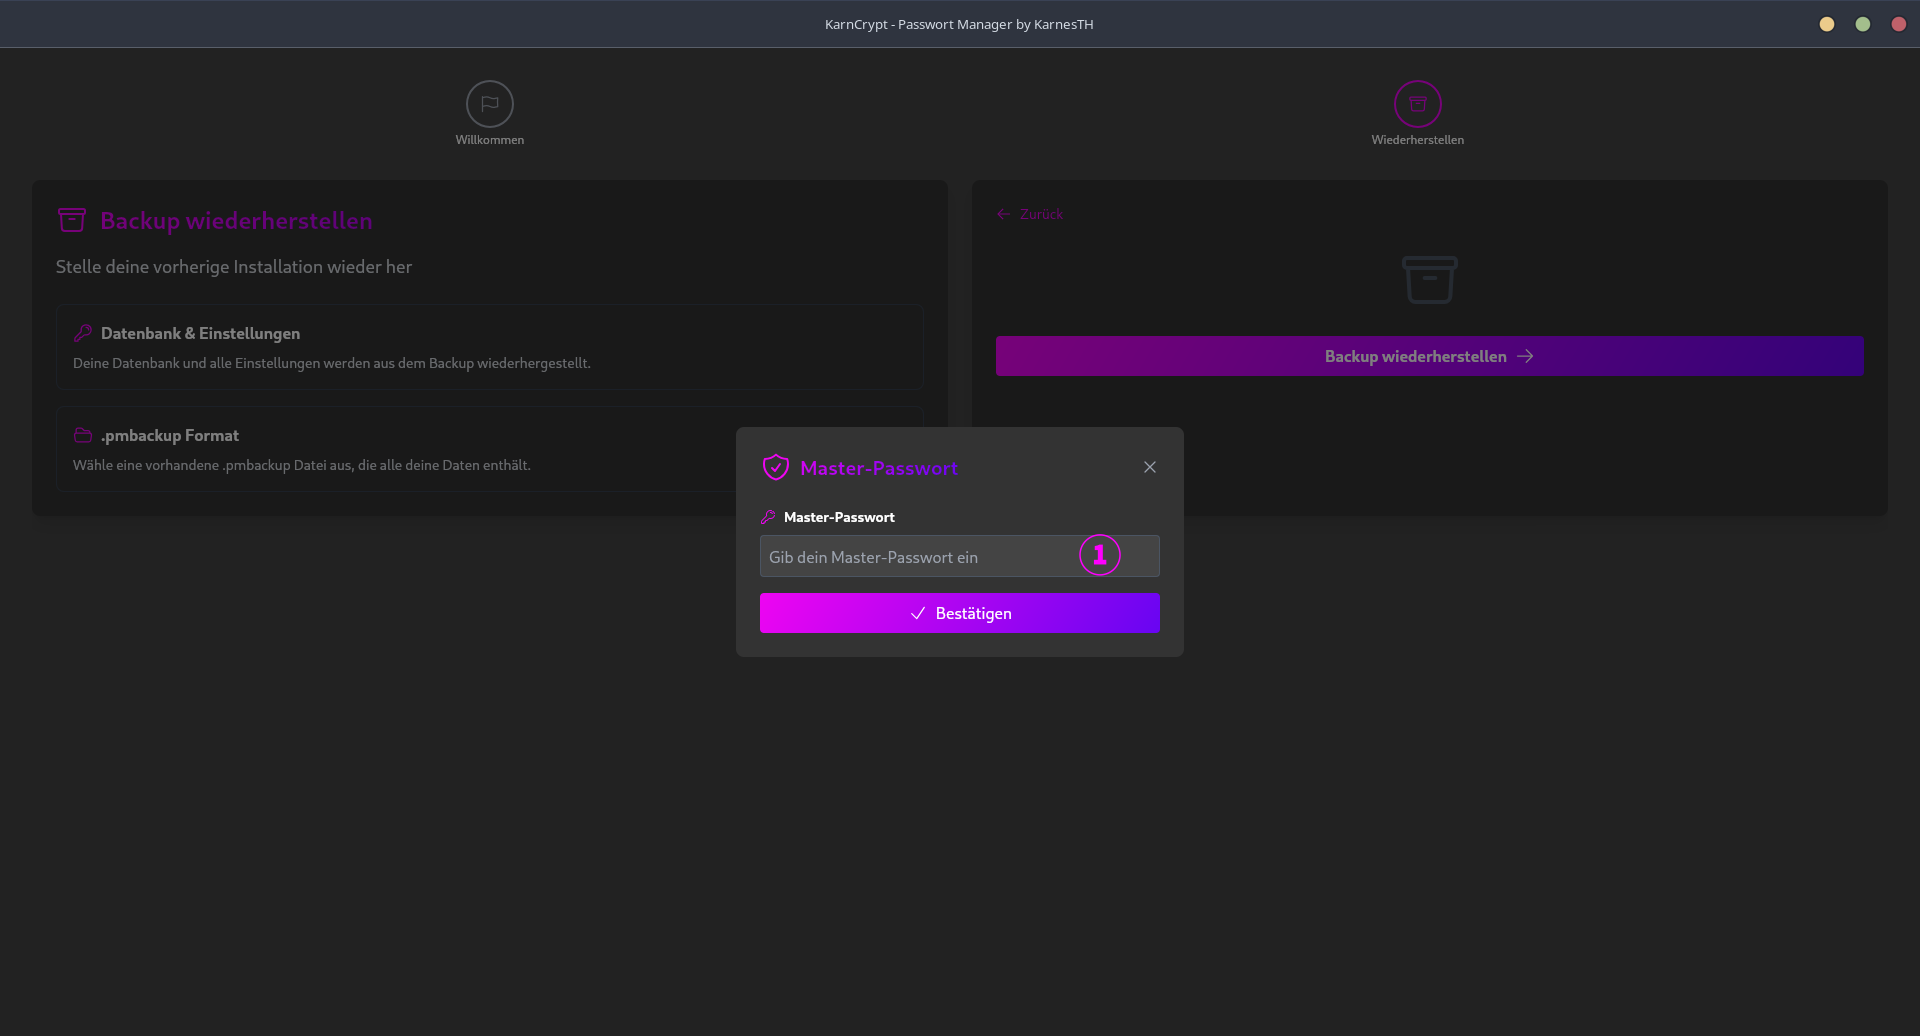 KarnCrypt - Passwort Manager by KarnesTH
Willkommen
Wiederherstellen
Backup wiederherstellen
Stelle deine vorherige Installation wieder her
Datenbank & Einstellungen
Deine Datenbank und alle Einstellungen werden aus dem Backup wiederhergestellt.
.pmbackup Format
Wähle eine vorhandene .pmbackup Datei aus, die alle deine Daten enthält.
Zurück
Backup wiederherstellen
Master-Passwort
Master-Passwort
Gib dein Master-Passwort ein
1
Bestätigen